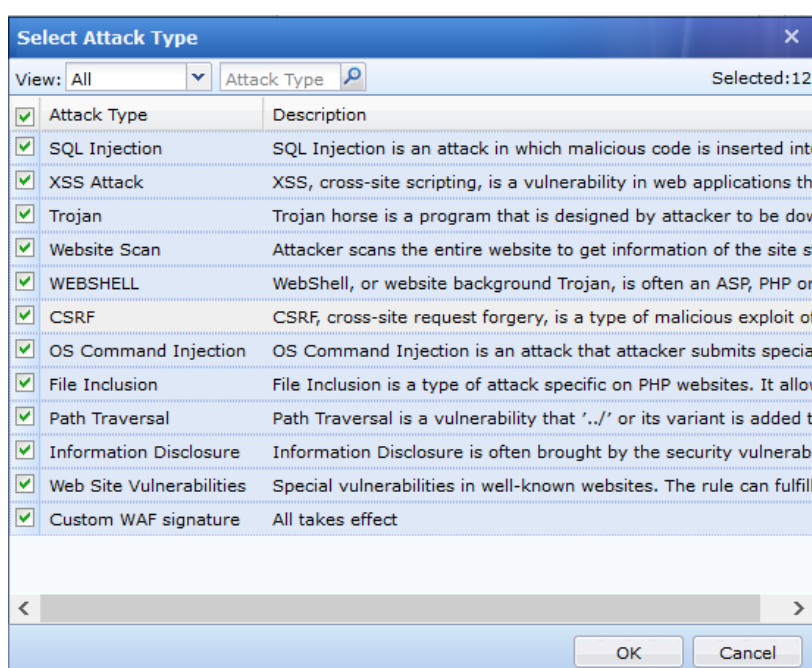 Select Attack Type
View: All Attack Type Selected:12
Attack Type Description
SQL Injection SQL Injection is an attack in which malicious code is inserted int
XSS Attack XSS, cross-site scripting, is a vulnerability in web applications th
Trojan Trojan horse is a program that is designed by attacker to be dow
Website Scan Attacker scans the entire website to get information of the site s
WEBSHELL WebShell, or website background Trojan, is often an ASP, PHP or
CSRF CSRF, cross-site request forgery, is a type of malicious exploit of
OS Command Injection OS Command Injection is an attack that attacker submits specia
File Inclusion File Inclusion is a type of attack specific on PHP websites. It allow
Path Traversal Path Traversal is a vulnerability that '../' or its variant is added t
Information Disclosure Information Disclosure is often brought by the security vulnerab
Web Site Vulnerabilities Special vulnerabilities in well-known websites. The rule can fulfill
Custom WAF signature All takes effect
OK Cancel